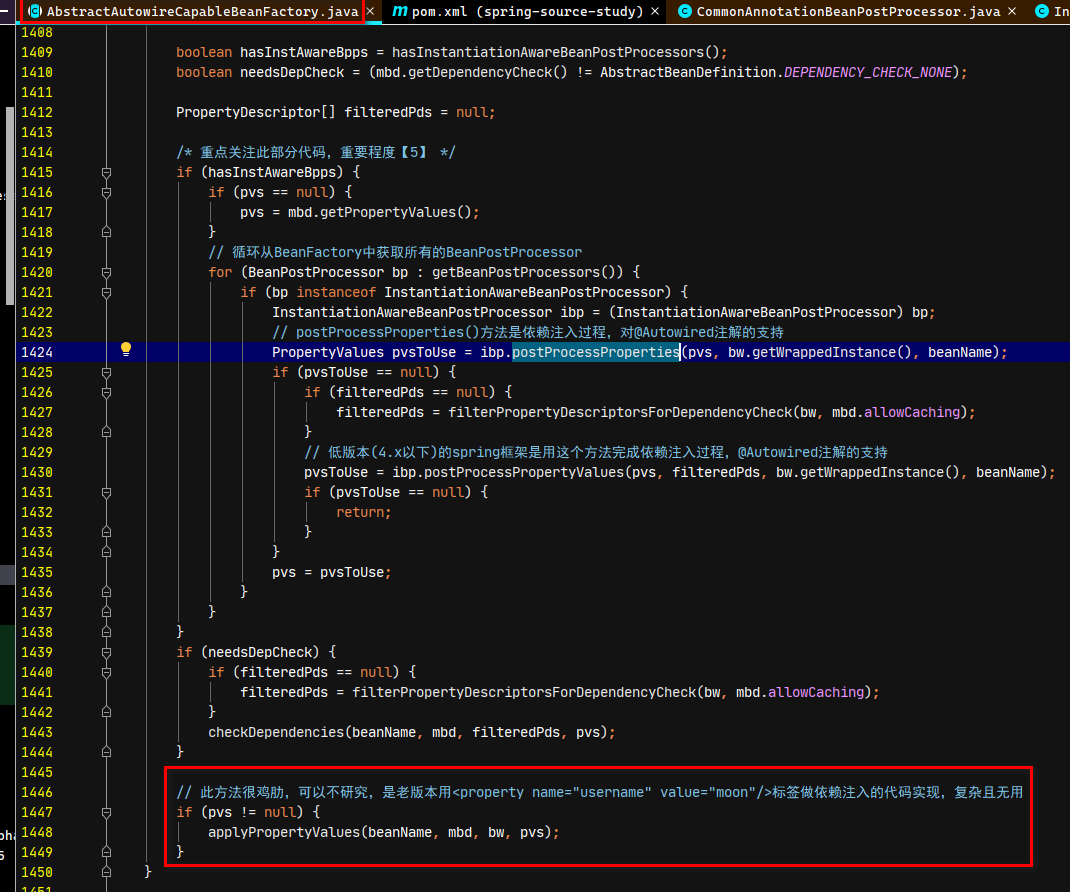 AbstractAutowireCapableBeanFactory.java × m pom.xml (spring-source-study) × C CommonAnnotationBeanPostProcessor.java × C In
1408
1409 boolean hasInstAwareBpps = hasInstantiationAwareBeanPostProcessors();
1410 boolean needsDepCheck = (mbd.getDependencyCheck() != AbstractBeanDefinition.DEPENDENCY_CHECK_NONE);
1411
1412 PropertyDescriptor[] filteredPds = null;
1413
1414 /* 重点关注此部分代码，重要程度【5】 */
1415 if (hasInstAwareBpps) {
1416 if (pvs == null) {
1417 pvs = mbd.getPropertyValues();
1418 }
1419 // 循环从BeanFactory中获取所有的BeanPostProcessor
1420 for (BeanPostProcessor bp : getBeanPostProcessors()) {
1421 if (bp instanceof InstantiationAwareBeanPostProcessor) {
1422 InstantiationAwareBeanPostProcessor ibp = (InstantiationAwareBeanPostProcessor) bp;
1423 // postProcessProperties()方法是依赖注入过程，对@Autowired注解的支持
1424 PropertyValues pvsToUse = ibp.postProcessProperties(pvs, bw.getWrappedInstance(), beanName);
1425 if (pvsToUse == null) {
1426 if (filteredPds == null) {
1427 filteredPds = filterPropertyDescriptorsForDependencyCheck(bw, mbd.allowCaching);
1428 }
1429 // 低版本(4.x以下)的spring框架是用这个方法完成依赖注入过程，@Autowired注解的支持
1430 pvsToUse = ibp.postProcessPropertyValues(pvs, filteredPds, bw.getWrappedInstance(), beanName);
1431 if (pvsToUse == null) {
1432 return;
1433 }
1434 }
1435 pvs = pvsToUse;
1436 }
1437 }
1438 }
1439 if (needsDepCheck) {
1440 if (filteredPds == null) {
1441 filteredPds = filterPropertyDescriptorsForDependencyCheck(bw, mbd.allowCaching);
1442 }
1443 checkDependencies(beanName, mbd, filteredPds, pvs);
1444 }
1445
1446 // 此方法很鸡肋，可以不研究，是老版本用<property name="username" value="moon"/>标签做依赖注入的代码实现，复杂且无用
1447 if (pvs != null) {
1448 applyPropertyValues(beanName, mbd, bw, pvs);
1449 }
1450 }